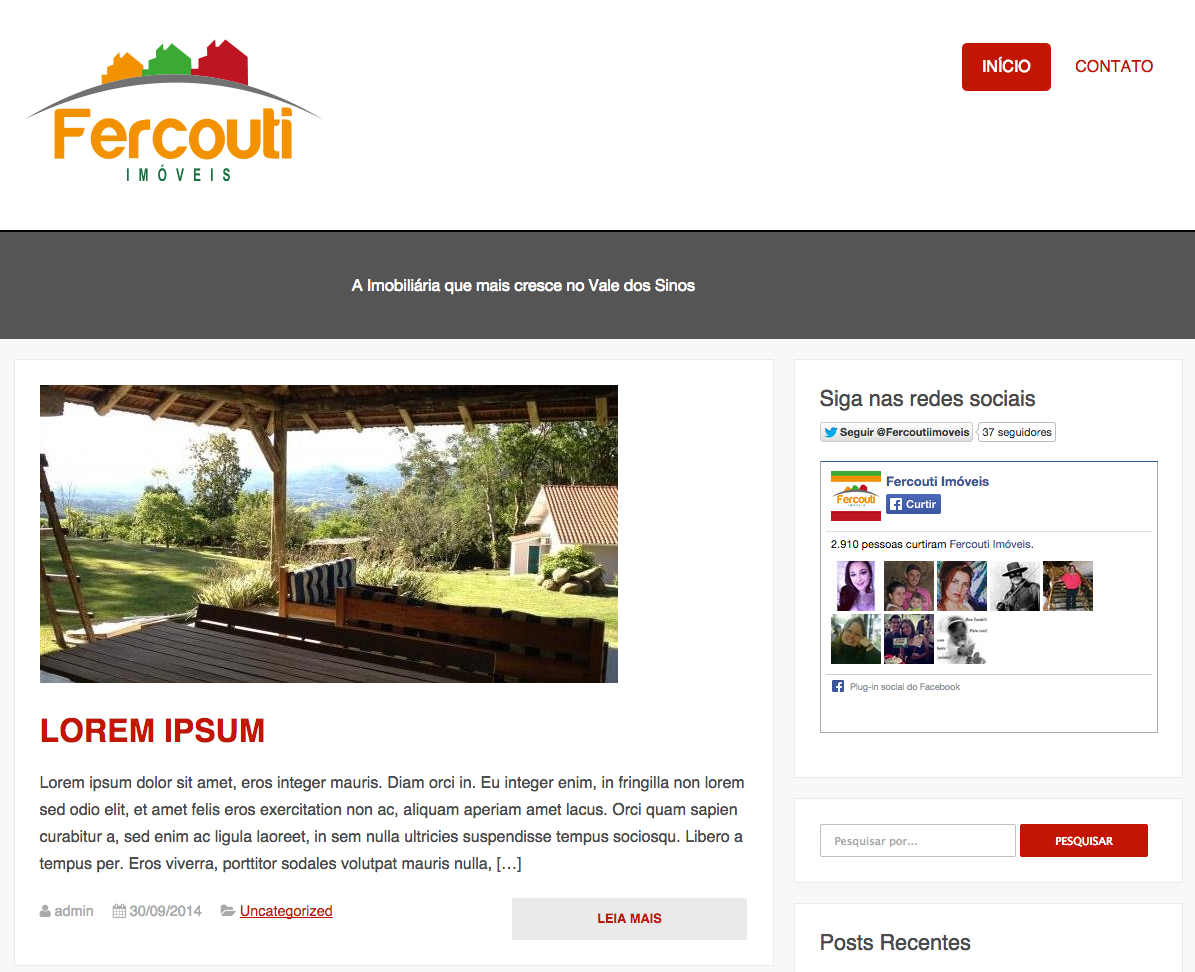 Fercouti
IMÓVEIS
INÍCIO
CONTATO
A Imobiliária que mais cresce no Vale dos Sinos
LOREM IPSUM
Lorem ipsum dolor sit amet, eros integer mauris. Diam orci in. Eu integer enim, in fringilla non lorem
sed odio elit, et amet felis eros exercitation non ac, aliquam aperiam amet lacus. Orci quam sapien
curabitur a, sed enim ac ligula laoreet, in sem nulla ultricies suspendisse tempus sociosqu. Libero a
tempus per. Eros viverra, porttitor sodales volutpat mauris nulla, […]
admin 30/09/2014 Uncategorized
LEIA MAIS
Siga nas redes sociais
Seguir @Fercoutiimoveis 37 seguidores
Fercouti
Fercouti Imóveis
Curtir
2.910 pessoas curtiram Fercouti Imóveis.
Plug-in social do Facebook
Pesquisar por...
PESQUISAR
Posts Recentes